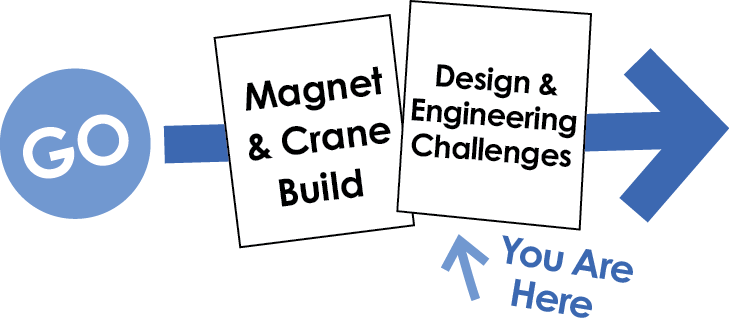 GO
Magnet
& Crane
Build
Design &
Engineering
Challenges
You Are
Here